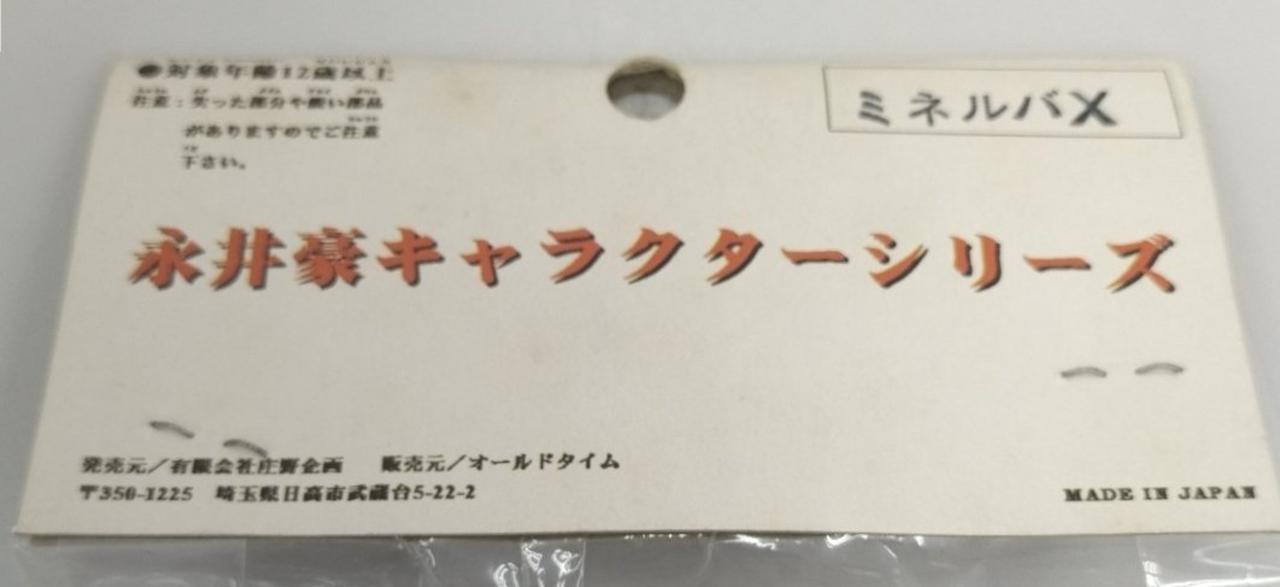 ●対象年齢12歳以上
注意：尖った部分や鋭い部品
がありますのでご注意
下さい。
ミネルバX
永井豪キャラクターシリーズ
発売元／有限会社庄野企画　販売元／オールドタイム
〒350-1225　埼玉県日高市武蔵台5-22-2
MADE IN JAPAN